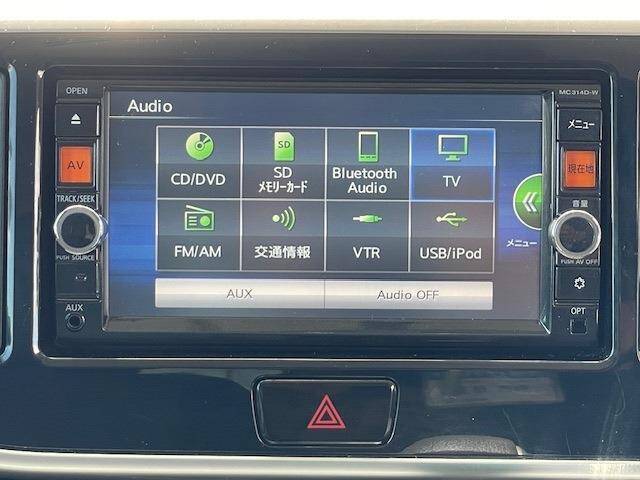 OPEN
MC314D-W
Audio
メニュー
AV
現在地
CD/DVD
SD
メモリーカード
Bluetooth
Audio
TV
TRACK/SEEK
音量
FM/AM
交通情報
VTR
USB/iPod
メニュー
PUSH SOURCE
PUSH AV OFF
AUX
Audio OFF
AUX
OPT